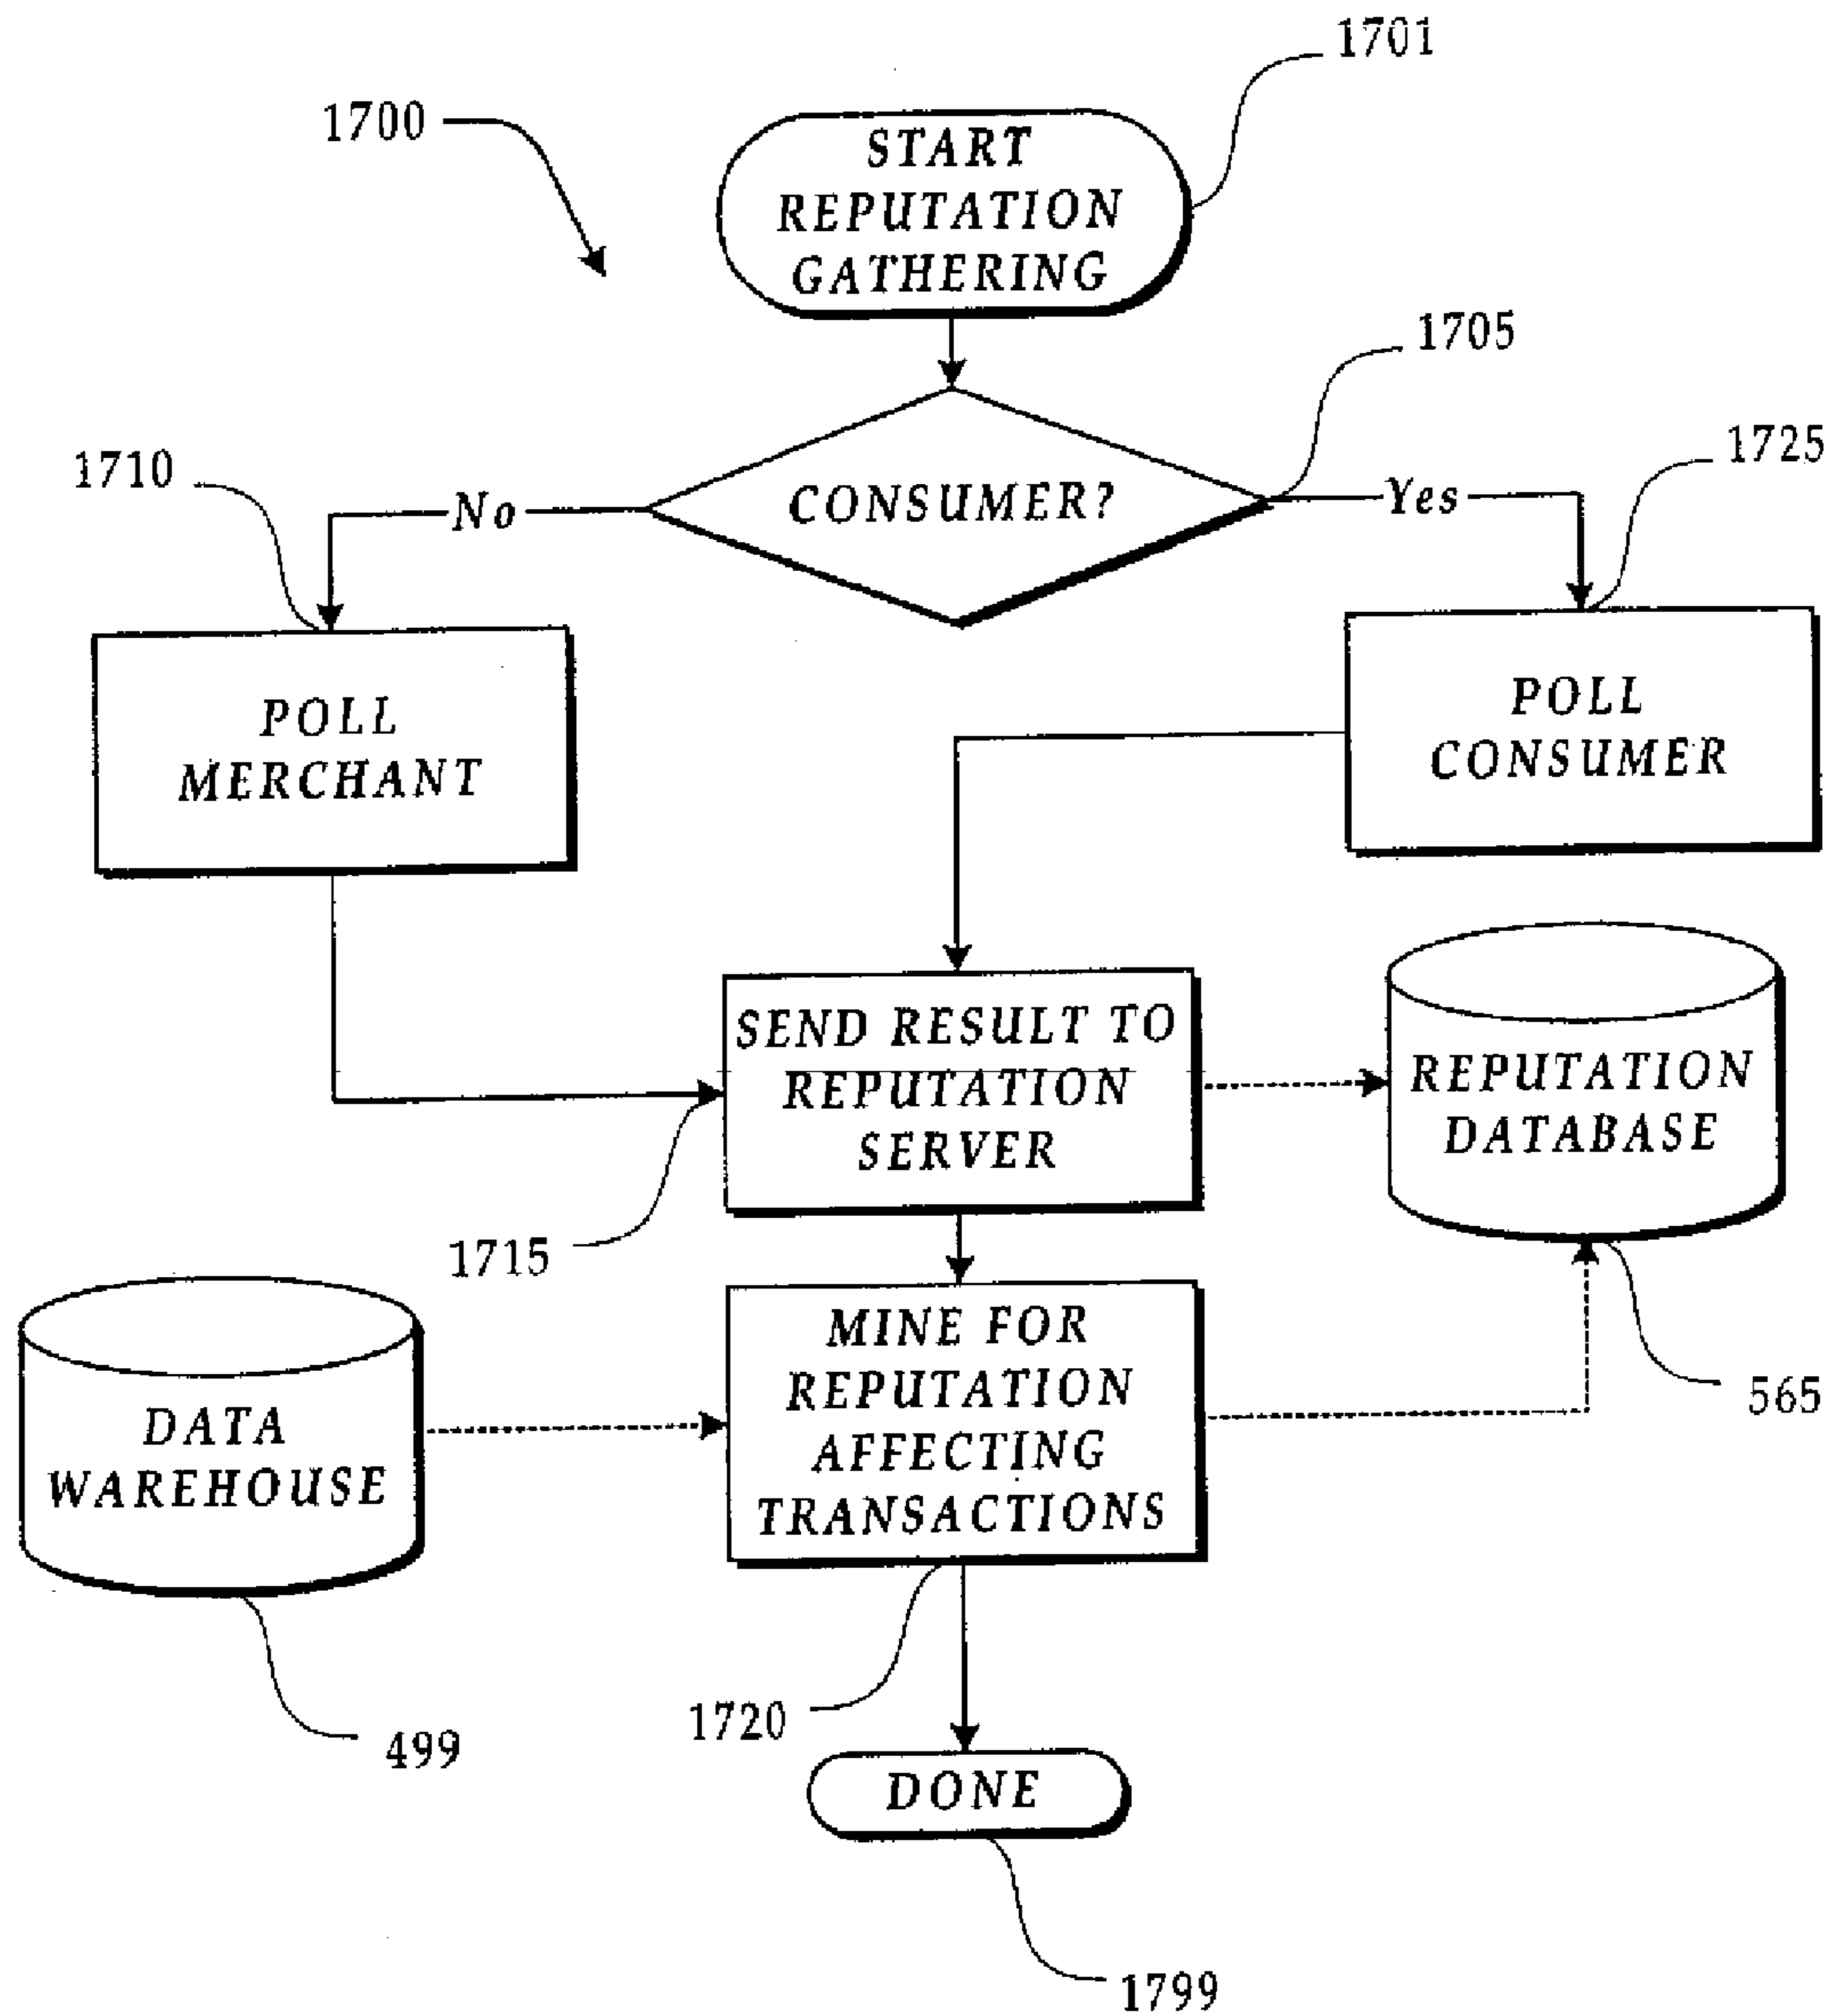 1701
1700
START
REPUTATION
GATHERING
1705
1710
1725
No
CONSUMER?
Yes
POLL
MERCHANT
POLL
CONSUMER
SEND RESULT TO
REPUTATION
SERVER
REPUTATION
DATABASE
1715
MINE FOR
REPUTATION
AFFECTING
TRANSACTIONS
DATA
WAREHOUSE
565
1720
499
DONE
1799